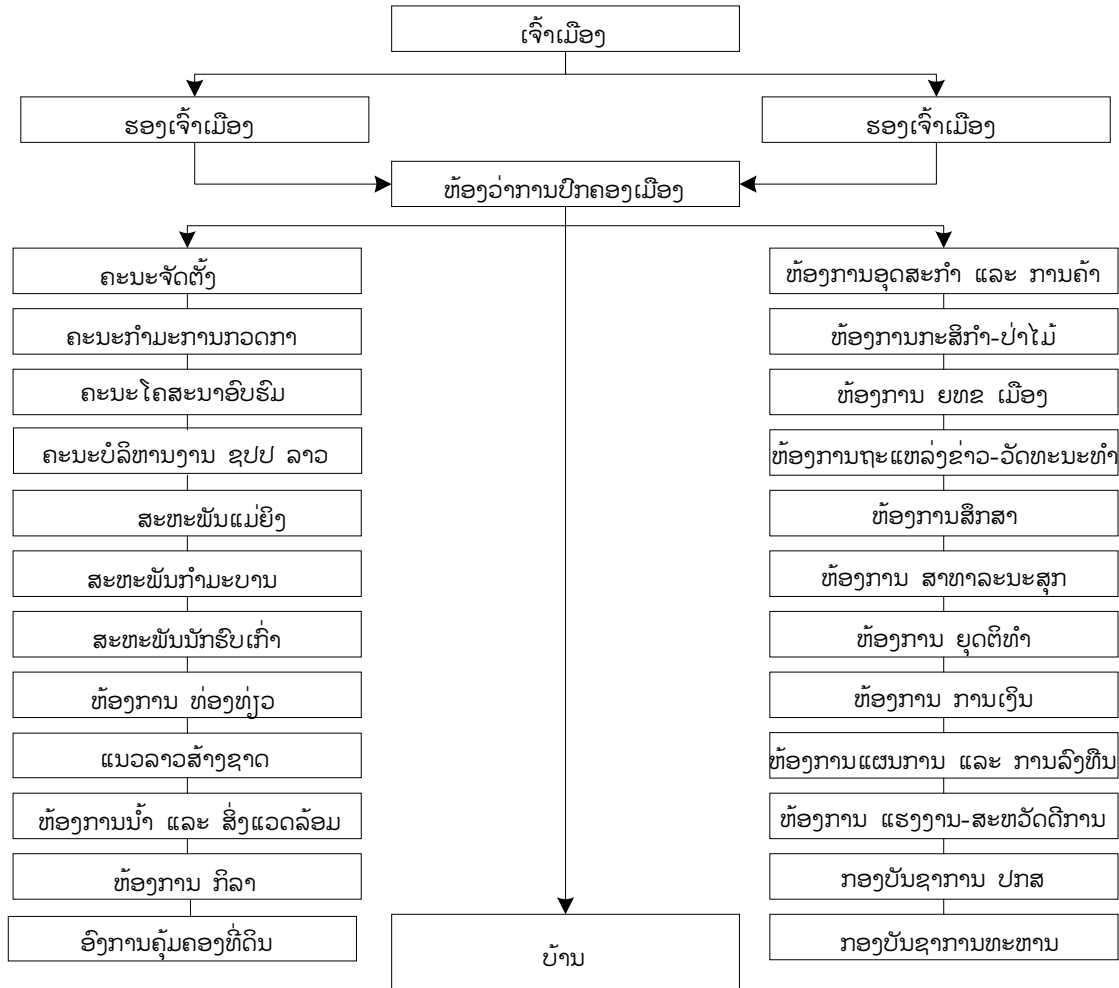 ເຈົ້າເມືອງ
ຮອງເຈົ້າເມືອງ
ຮອງເຈົ້າເມືອງ
ຫ້ອງວ່າການປົກຄອງເມືອງ
ຄະນະຈັດຕັ້ງ
ຄະນະກຳມະການກວດກາ
ຄະນະໂຄສະນາອົບຮົມ
ຄະນະບໍລິຫານງານ ຊປປ ລາວ
ສະຫະພັນແມ່ຍິງ
ສະຫະພັນກຳມະບານ
ສະຫະພັນນັກຮົບເກົ່າ
ຫ້ອງການ ທ່ອງທ່ຽວ
ແນວລາວສ້າງຊາດ
ຫ້ອງການນ້ຳ ແລະ ສິ່ງແວດລ້ອມ
ຫ້ອງການ ກິລາ
ອົງການຄຸ້ມຄອງທີ່ດິນ
ບ້ານ
ຫ້ອງການອຸດສະກຳ ແລະ ການຄ້າ
ຫ້ອງການກະສິກຳ-ປ່າໄມ້
ຫ້ອງການ ຍທຂ ເມືອງ
ຫ້ອງການຖະແຫລ່ງຂ່າວ-ວັດທະນະທຳ
ຫ້ອງການສຶກສາ
ຫ້ອງການ ສາທາລະນະສຸກ
ຫ້ອງການ ຍຸດຕິທຳ
ຫ້ອງການ ການເງິນ
ຫ້ອງການແຜນການ ແລະ ການລົງທືນ
ຫ້ອງການ ແຮງງານ-ສະຫວັດດີການ
ກອງບັນຊາການ ປກສ
ກອງບັນຊາການທະຫານ